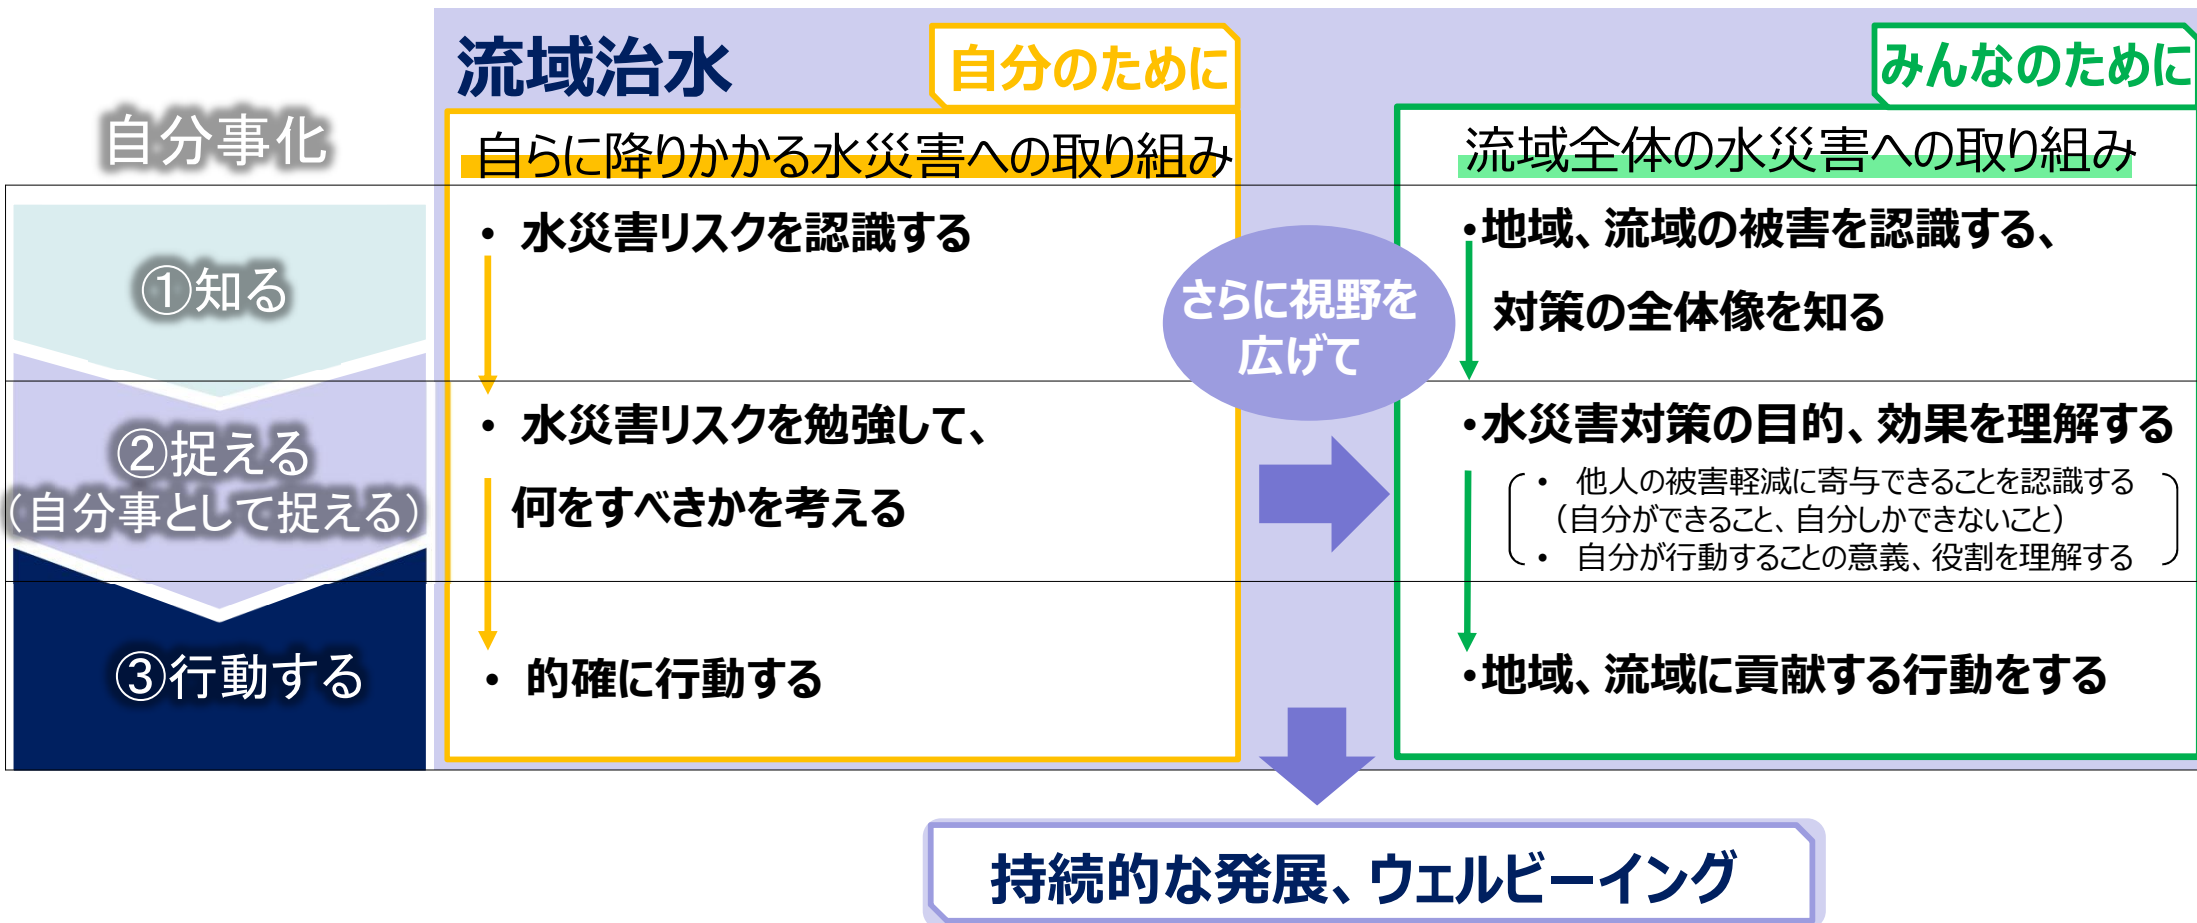 流域治水
自分のために
みんなのために
自分事化
自らに降りかかる水災害への取り組み
流域全体の水災害への取り組み
①知る
・ 水災害リスクを認識する
さらに視野を
広げて
・地域、流域の被害を認識する、
対策の全体像を知る
②捉える
（自分事として捉える）
・ 水災害リスクを勉強して、
何をすべきかを考える
・水災害対策の目的、効果を理解する
・ 他人の被害軽減に寄与できることを認識する
（自分ができること、自分しかできないこと）
・ 自分が行動することの意義、役割を理解する
③行動する
・ 的確に行動する
・地域、流域に貢献する行動をする
持続的な発展、ウェルビーイング